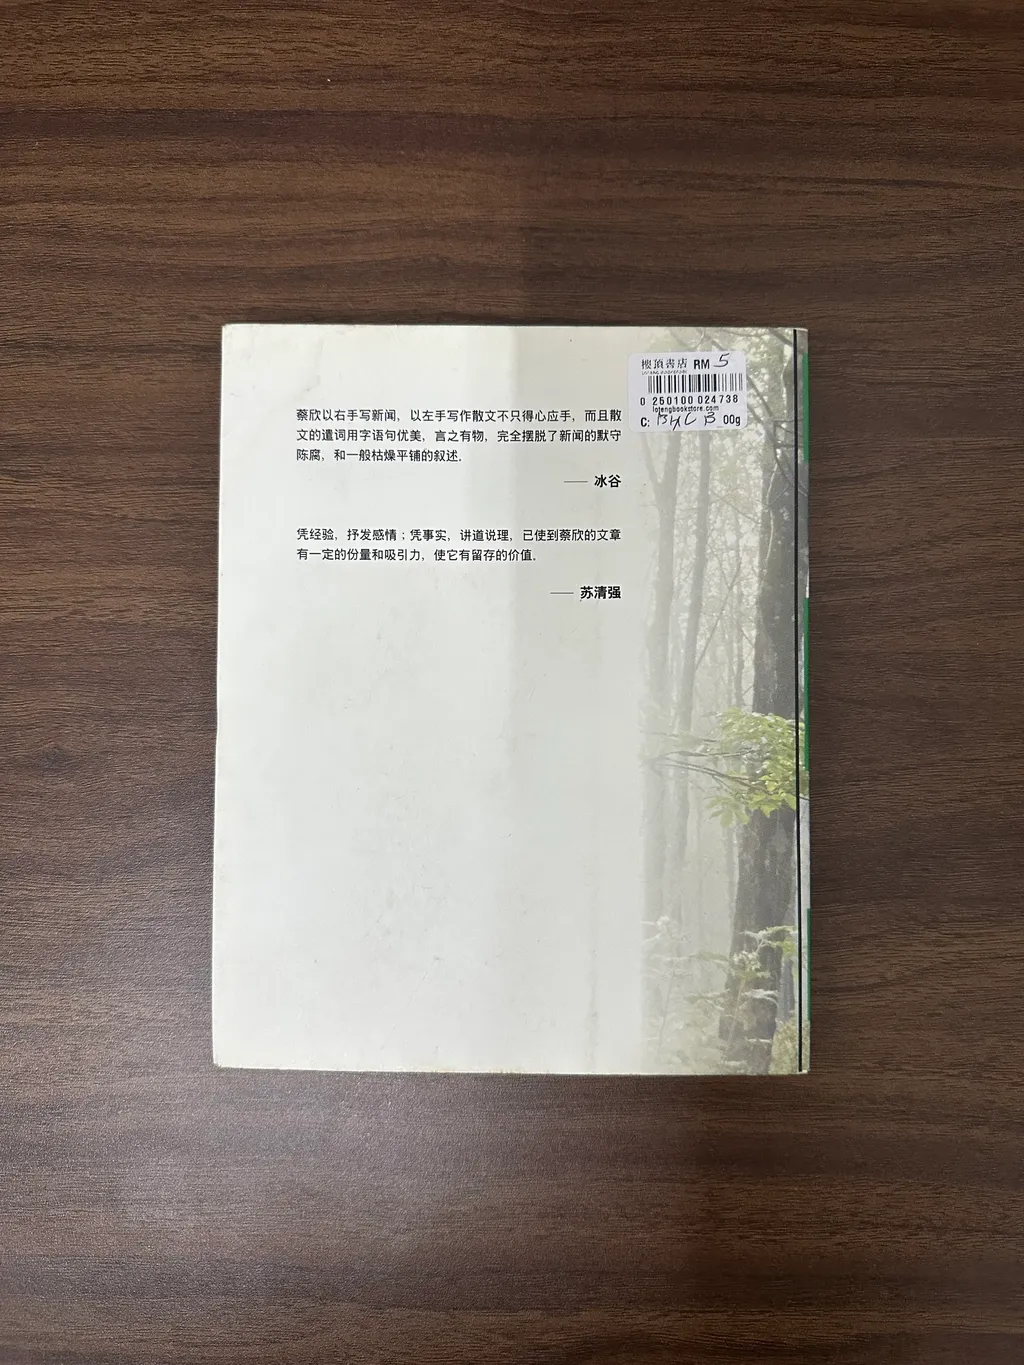 樓頂書店 RM 5
0 250100 024738
lotengbookstore.com
C: BMCB 00g
蔡欣以右手写新闻，以左手写作散文不只得心应手，而且散
文的遣词用字语句优美，言之有物，完全摆脱了新闻的默守
陈腐，和一般枯燥平铺的叙述。
—— 冰谷
凭经验，抒发感情；凭事实，讲道说理，已使到蔡欣的文章
有一定的份量和吸引力，使它有留存的价值。
—— 苏清强